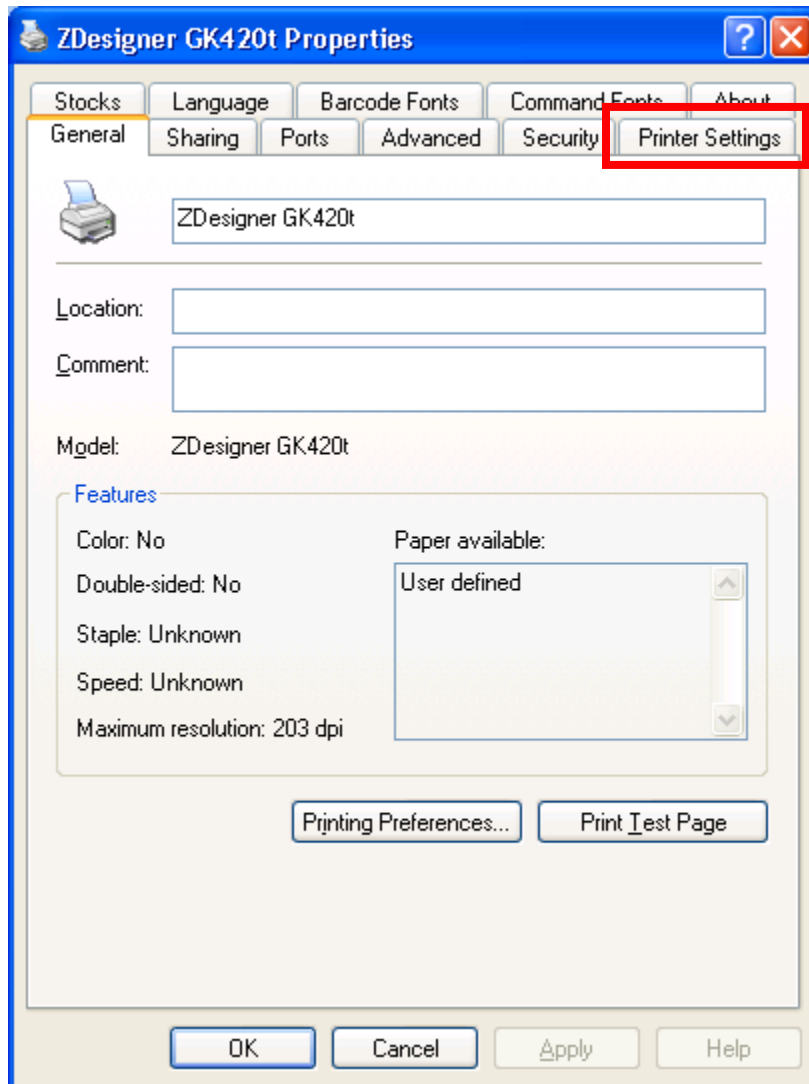 ZDesigner GK420t Properties
Stocks Language Barcode Fonts Command Fonts About
General Sharing Ports Advanced Security Printer Settings
ZDesigner GK420t
Location:
Comment:
Model: ZDesigner GK420t
Features
Color: No
Paper available:
Double-sided: No
User defined
Staple: Unknown
Speed: Unknown
Maximum resolution: 203 dpi
Printing Preferences... Print Test Page
OK Cancel Apply Help